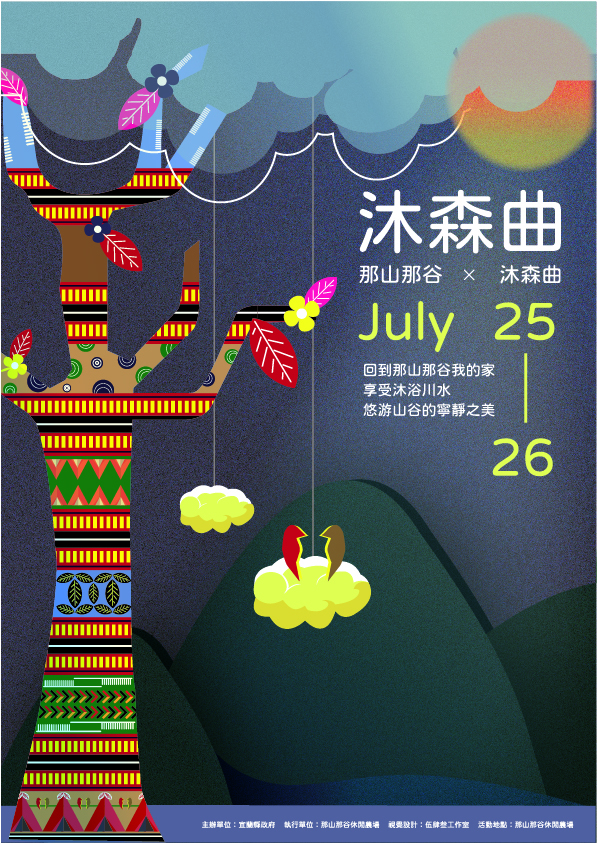 沐森曲
那山那谷 × 沐森曲
July 25
26
回到那山那谷我的家
享受沐浴川水
悠游山谷的寧靜之美
主辦單位：宜蘭縣政府 執行單位：那山那谷休閒農場 視覺設計：伍肆叁工作室 活動地點：那山那谷休閒農場